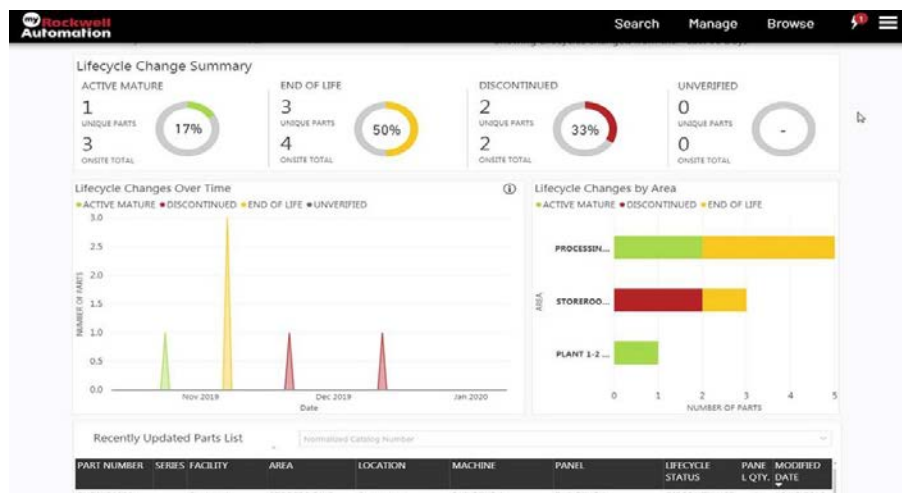 my Rockwell
Automation
Search Manage Browse 1
Lifecycle Change Summary
ACTIVE MATURE
1
UNIQUE PARTS
3
ONSITE TOTAL
17%
END OF LIFE
3
UNIQUE PARTS
4
ONSITE TOTAL
50%
DISCONTINUED
2
UNIQUE PARTS
2
ONSITE TOTAL
33%
UNVERIFIED
0
UNIQUE PARTS
0
ONSITE TOTAL
-
Lifecycle Changes Over Time
ACTIVE MATURE DISCONTINUED END OF LIFE UNVERIFIED
3.0
2.5
2.0
1.5
1.0
0.5
0.0
NUMBER OF PARTS
Nov 2019 Dec 2019 Jan 2020
Date
Lifecycle Changes by Area
ACTIVE MATURE DISCONTINUED END OF LIFE
AREA
PROCESSIN...
STOREROO...
PLANT 1-2 ...
0 1 2 3 4 5
NUMBER OF PARTS
Recently Updated Parts List
Normalized Catalog Number
PART NUMBER SERIES FACILITY AREA LOCATION MACHINE PANEL LIFECYCLE STATUS PANE L QTY. MODIFIED DATE